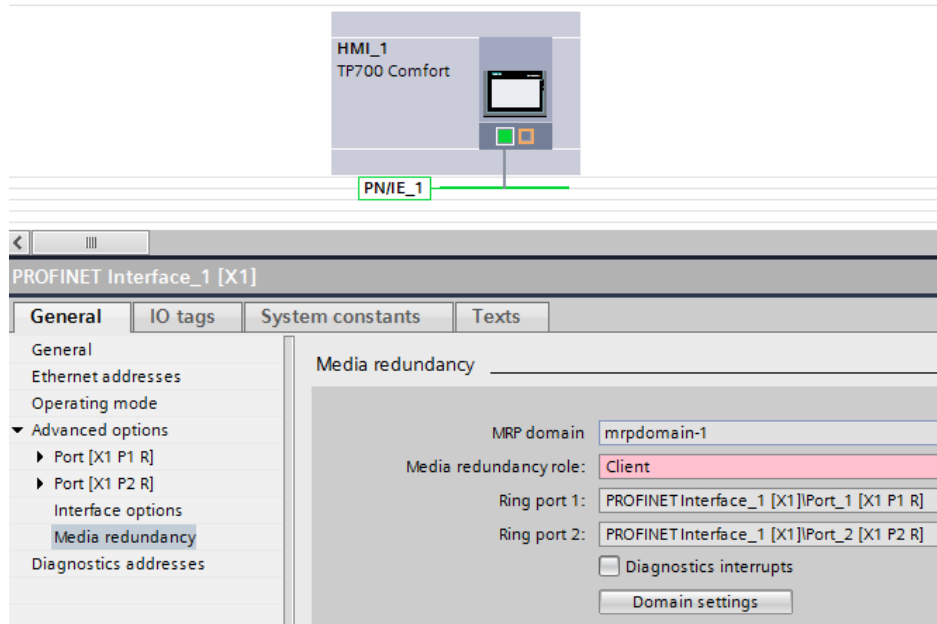 HMI_1
TP700 Comfort
PN/IE_1
PROFINET Interface_1 [X1]
General IO tags System constants Texts
General
Ethernet addresses
Operating mode
Advanced options
Port [X1 P1 R]
Port [X1 P2 R]
Interface options
Media redundancy
Diagnostics addresses
Media redundancy
MRP domain mrpdomain-1
Media redundancy role: Client
Ring port 1: PROFINET Interface_1 [X1]\Port_1 [X1 P1 R]
Ring port 2: PROFINET Interface_1 [X1]\Port_2 [X1 P2 R]
Diagnostics interrupts
Domain settings